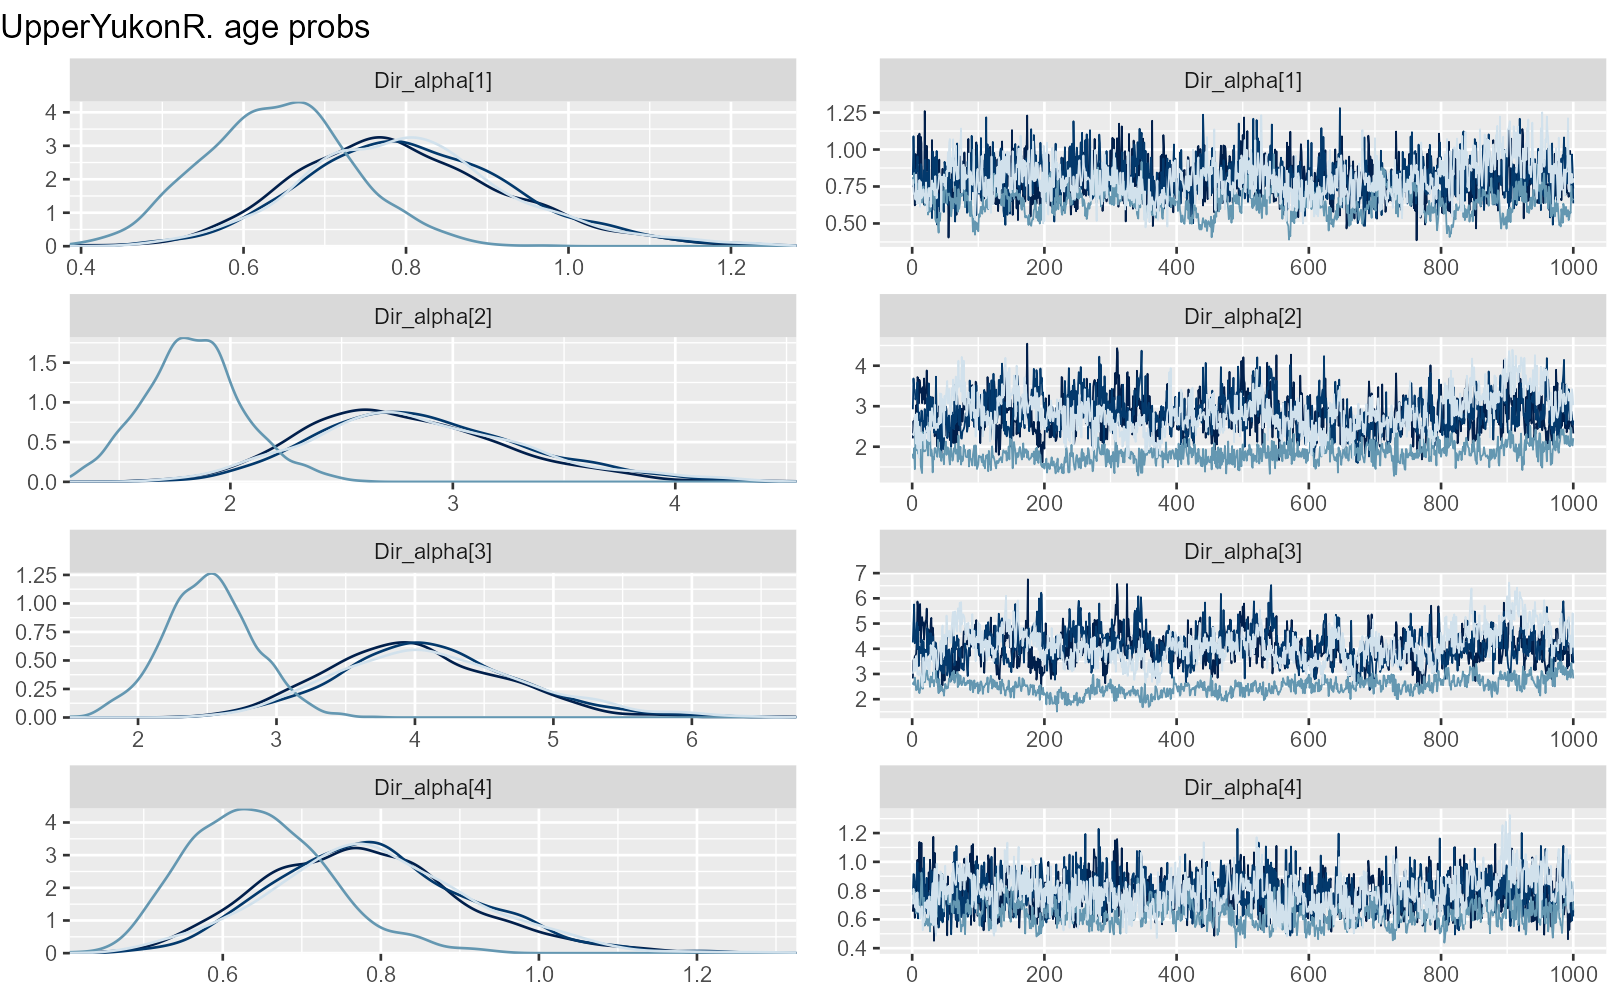 UpperYukonR. age probs
Dir_alpha[1]
4
3
2
1
0
0.4 0.6 0.8 1.0 1.2
Dir_alpha[1]
1.25
1.00
0.75
0.50
0 200 400 600 800 1000
Dir_alpha[2]
1.5
1.0
0.5
0.0
2 3 4
Dir_alpha[2]
4
3
2
0 200 400 600 800 1000
Dir_alpha[3]
1.25
1.00
0.75
0.50
0.25
0.00
2 3 4 5 6
Dir_alpha[3]
7
6
5
4
3
2
0 200 400 600 800 1000
Dir_alpha[4]
4
3
2
1
0
0.6 0.8 1.0 1.2
Dir_alpha[4]
1.2
1.0
0.8
0.6
0.4
0 200 400 600 800 1000